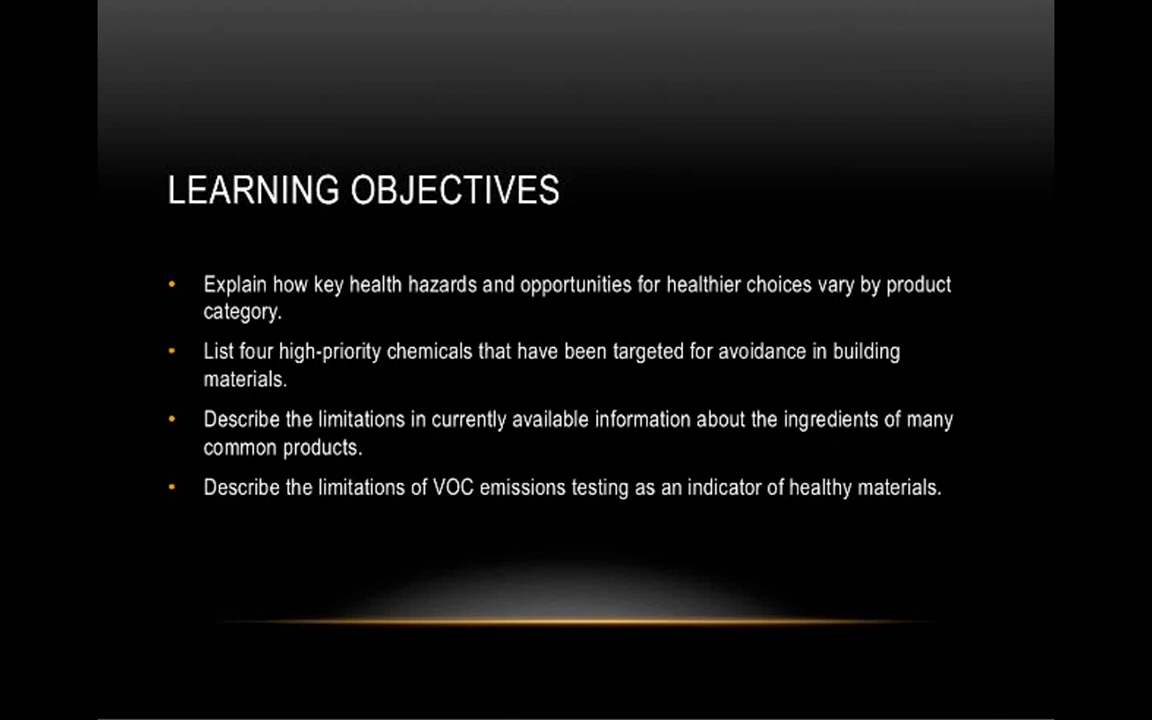 LEARNING OBJECTIVES
• Explain how key health hazards and opportunities for healthier choices vary by product
category.
• List four high-priority chemicals that have been targeted for avoidance in building
materials.
• Describe the limitations in currently available information about the ingredients of many
common products.
• Describe the limitations of VOC emissions testing as an indicator of healthy materials.